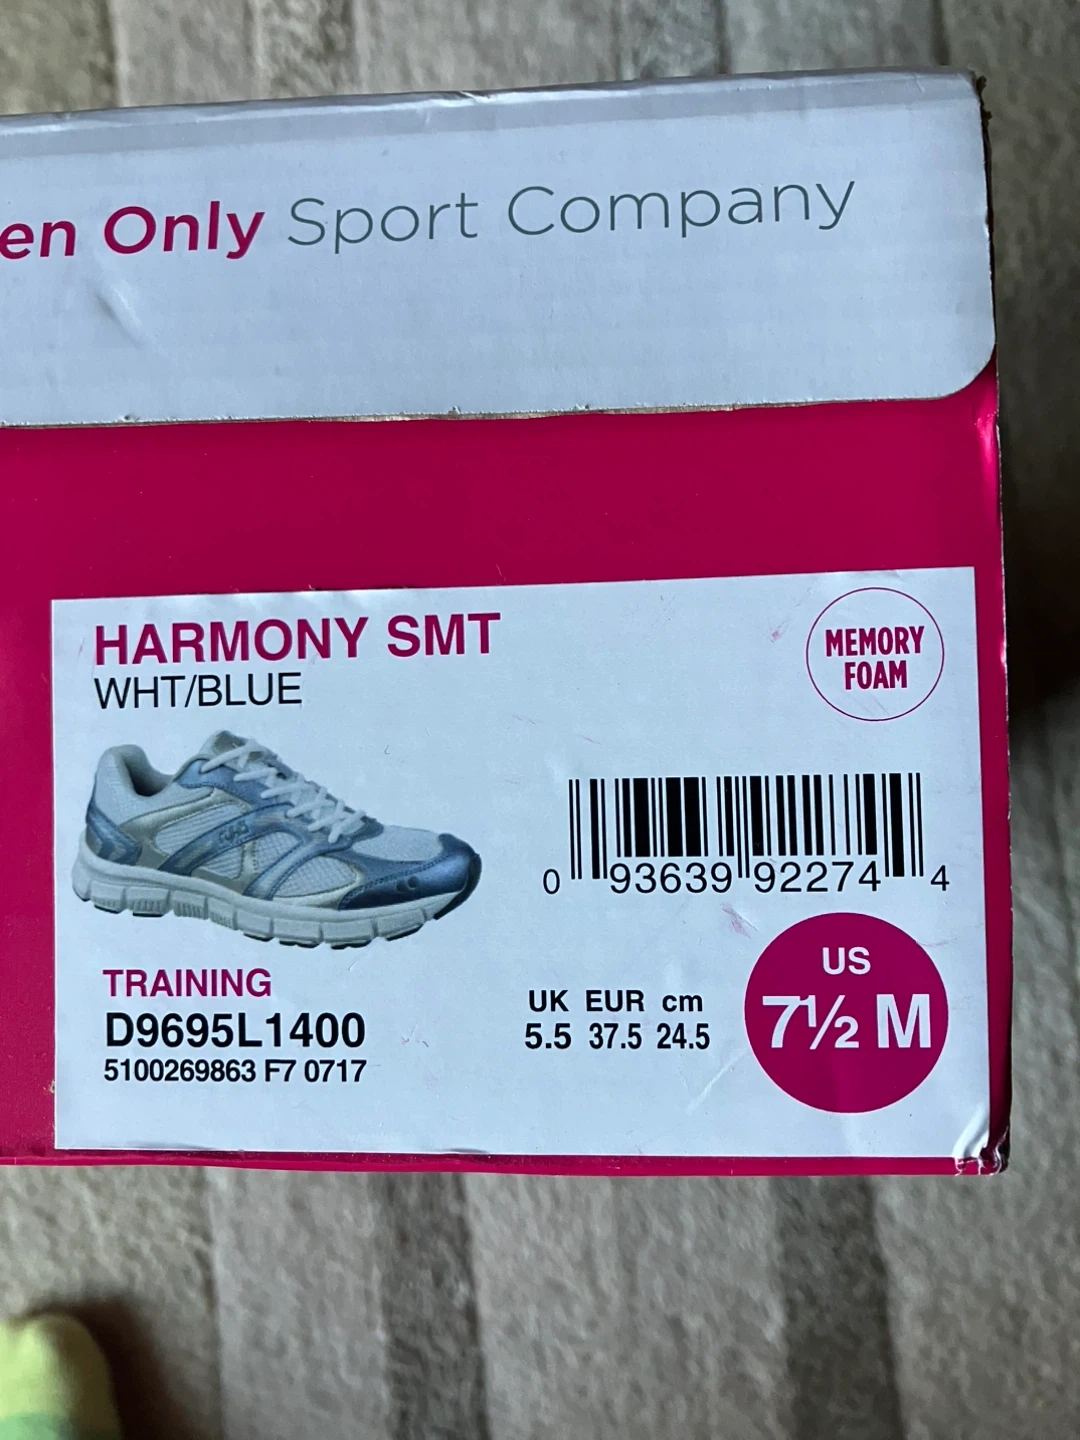 en Only Sport Company
HARMONY SMT
WHT/BLUE
MEMORY
FOAM
0 93639 92274 4
TRAINING
D9695L1400
5100269863 F7 0717
UK EUR cm
5.5 37.5 24.5
US
7½ M